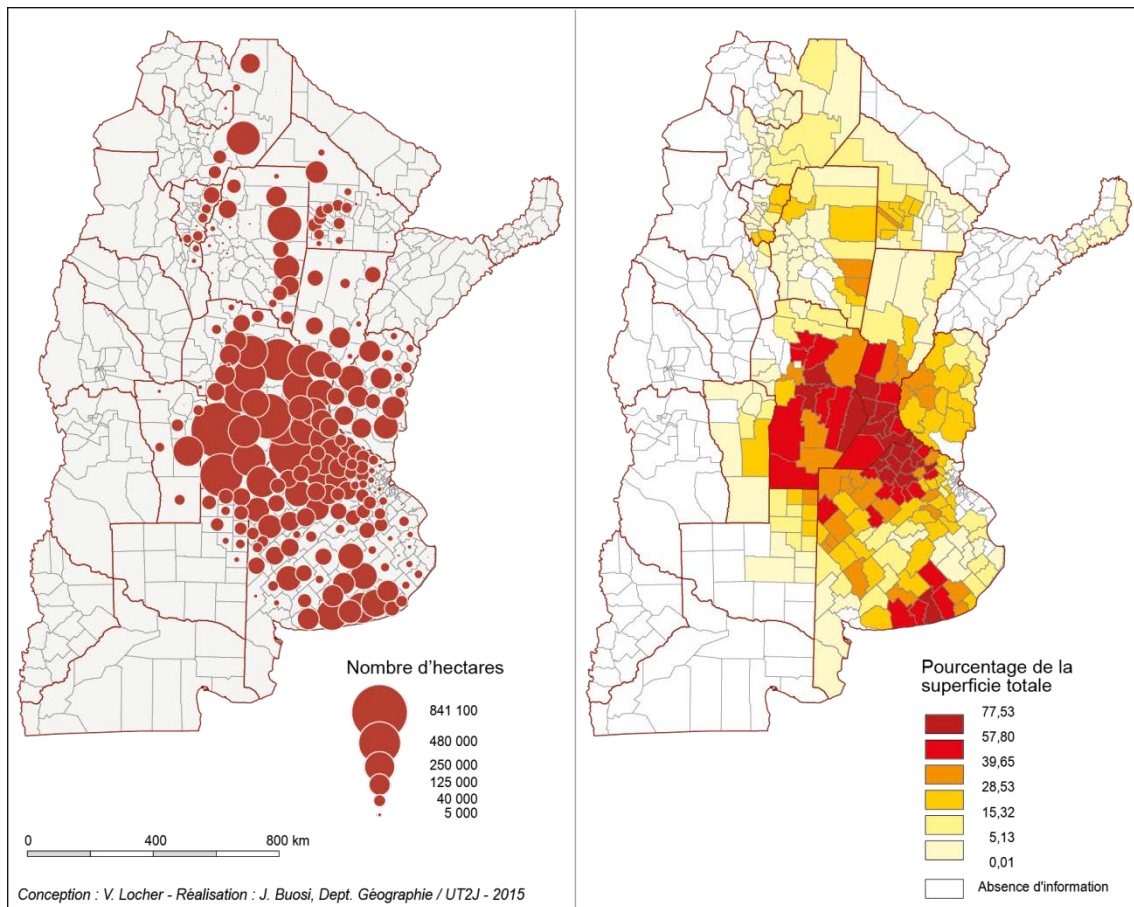 Nombre d'hectares
841 100
480 000
250 000
125 000
40 000
5 000
0 400 800 km
Conception : V. Locher - Réalisation : J. Buosi, Dept. Géographie / UT2J - 2015
Pourcentage de la
superficie totale
77,53
57,80
39,65
28,53
15,32
5,13
0,01
Absence d'information